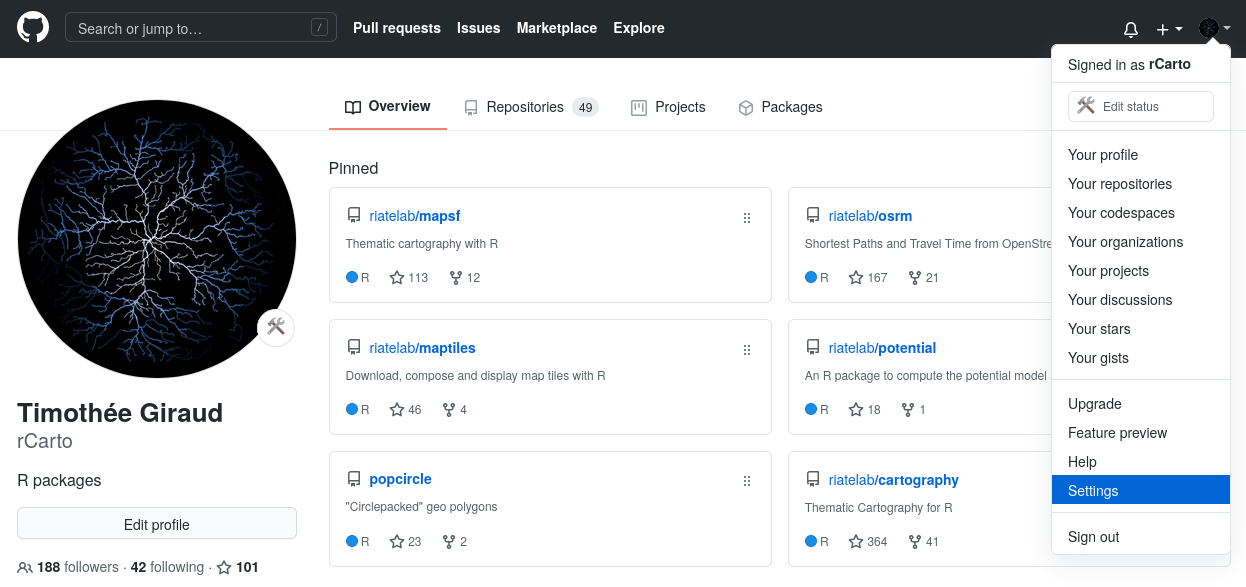 Search or jump to… /
Pull requests Issues Marketplace Explore
Signed in as rCarto
Edit status
Your profile
Your repositories
Your codespaces
Your organizations
Your projects
Your discussions
Your stars
Your gists
Upgrade
Feature preview
Help
Settings
Sign out
Overview Repositories 49 Projects Packages
Timothée Giraud
rCarto
R packages
Edit profile
188 followers · 42 following · 101
Pinned
riatelab/mapsf
Thematic cartography with R
R 113 12
riatelab/osrm
Shortest Paths and Travel Time from OpenStre
R 167 21
riatelab/maptiles
Download, compose and display map tiles with R
R 46 4
riatelab/potential
An R package to compute the potential model
R 18 1
popcircle
"Circlepacked" geo polygons
R 23 2
riatelab/cartography
Thematic Cartography for R
R 364 41